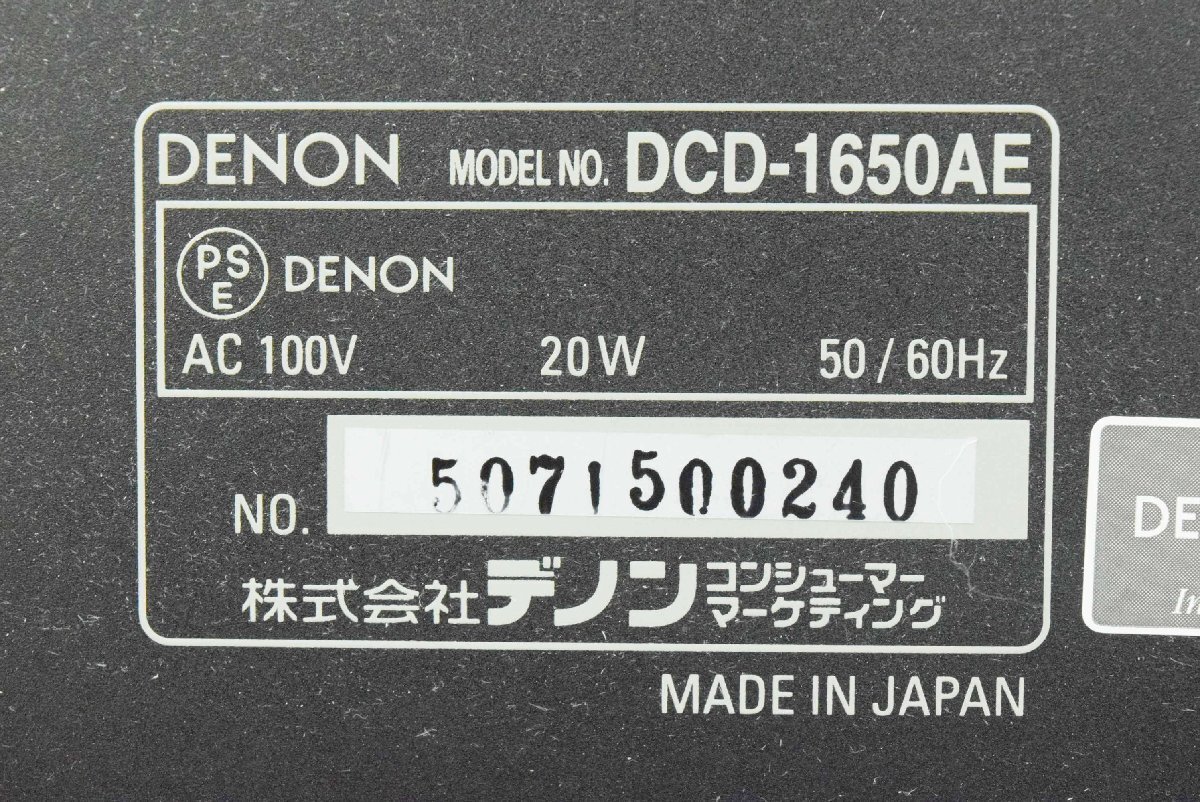 DENON MODEL NO. DCD-1650AE
PS
E
DENON
AC 100V 20W 50/60Hz
NO. 5071500240
株式会社デノン コンシューマー
マーケティング
MADE IN JAPAN
DE